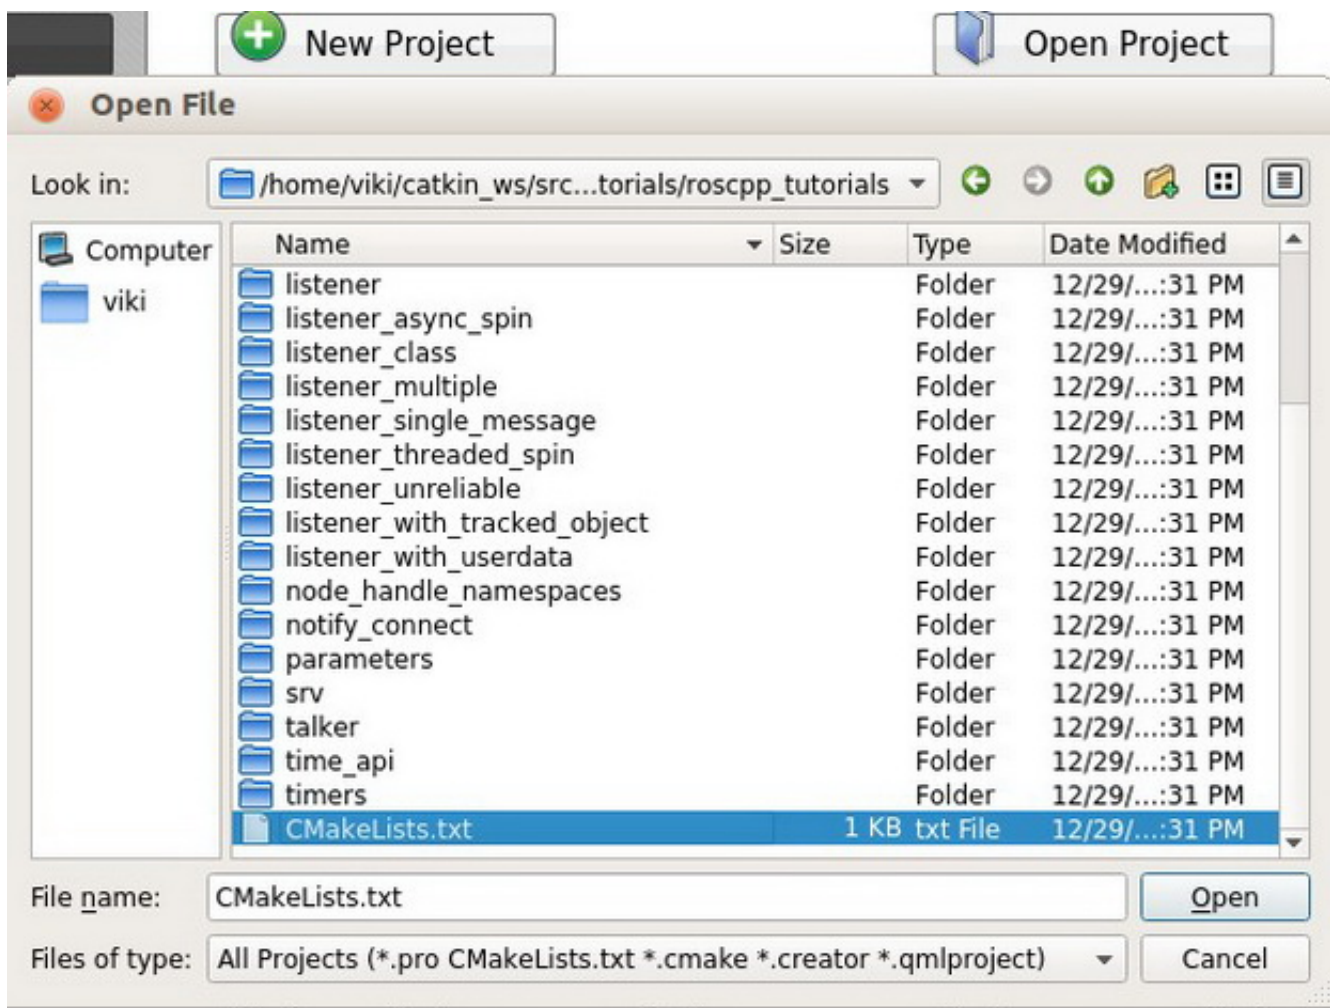 New Project Open Project
Open File
Look in: /home/viki/catkin_ws/src...torials/roscpp_tutorials
Computer
viki
Name Size Type Date Modified
listener Folder 12/29/...:31 PM
listener_async_spin Folder 12/29/...:31 PM
listener_class Folder 12/29/...:31 PM
listener_multiple Folder 12/29/...:31 PM
listener_single_message Folder 12/29/...:31 PM
listener_threaded_spin Folder 12/29/...:31 PM
listener_unreliable Folder 12/29/...:31 PM
listener_with_tracked_object Folder 12/29/...:31 PM
listener_with_userdata Folder 12/29/...:31 PM
node_handle_namespaces Folder 12/29/...:31 PM
notify_connect Folder 12/29/...:31 PM
parameters Folder 12/29/...:31 PM
srv Folder 12/29/...:31 PM
talker Folder 12/29/...:31 PM
time_api Folder 12/29/...:31 PM
timers Folder 12/29/...:31 PM
CMakeLists.txt 1 KB txt File 12/29/...:31 PM
File name: CMakeLists.txt Open
Files of type: All Projects (*.pro CMakeLists.txt *.cmake *.creator *.qmlproject) Cancel